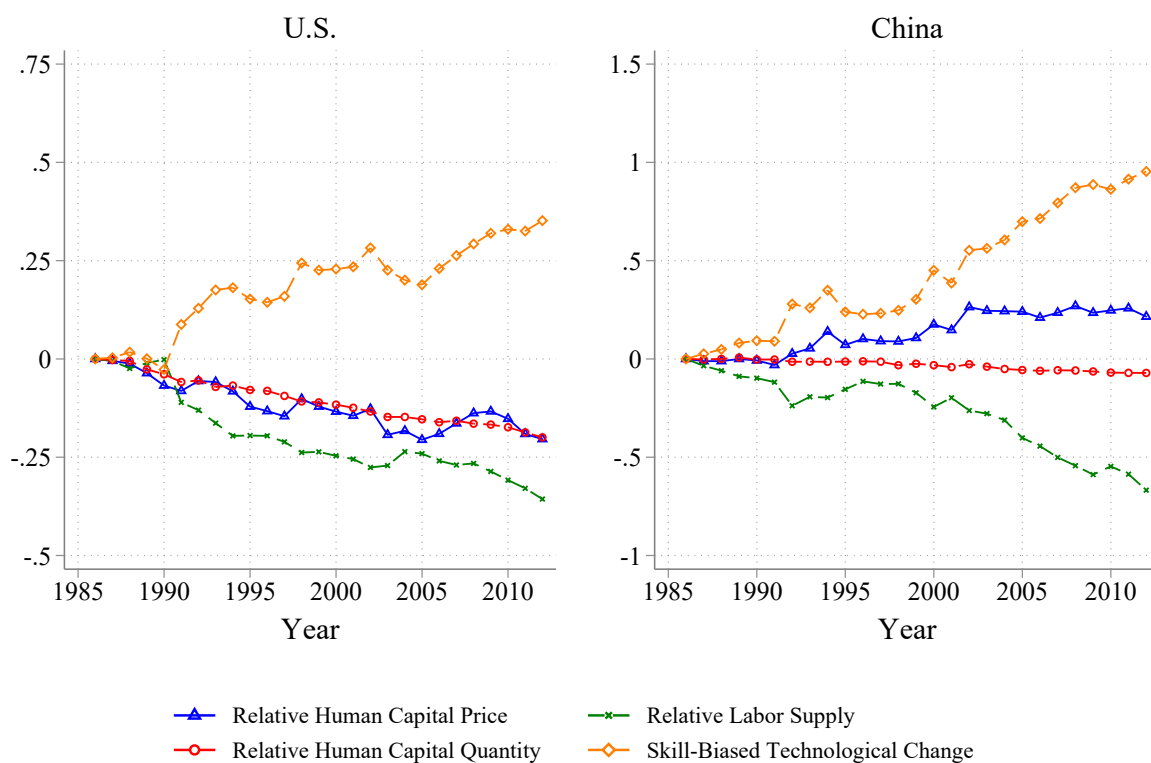 U.S.
China
.75
.5
.25
0
-.25
-.5
1985 1990 1995 2000 2005 2010
Year
1.5
1
.5
0
-.5
-1
1985 1990 1995 2000 2005 2010
Year
Relative Human Capital Price
Relative Labor Supply
Relative Human Capital Quantity
Skill-Biased Technological Change